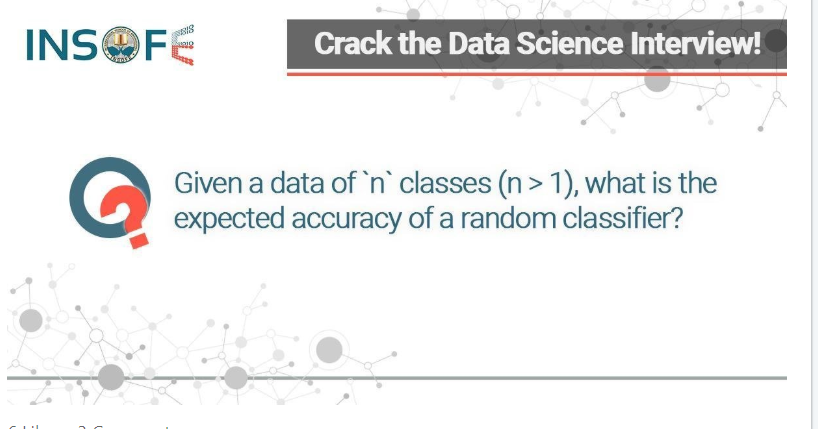 INSOFE
Crack the Data Science Interview!
Given a data of `n` classes (n > 1), what is the
expected accuracy of a random classifier?